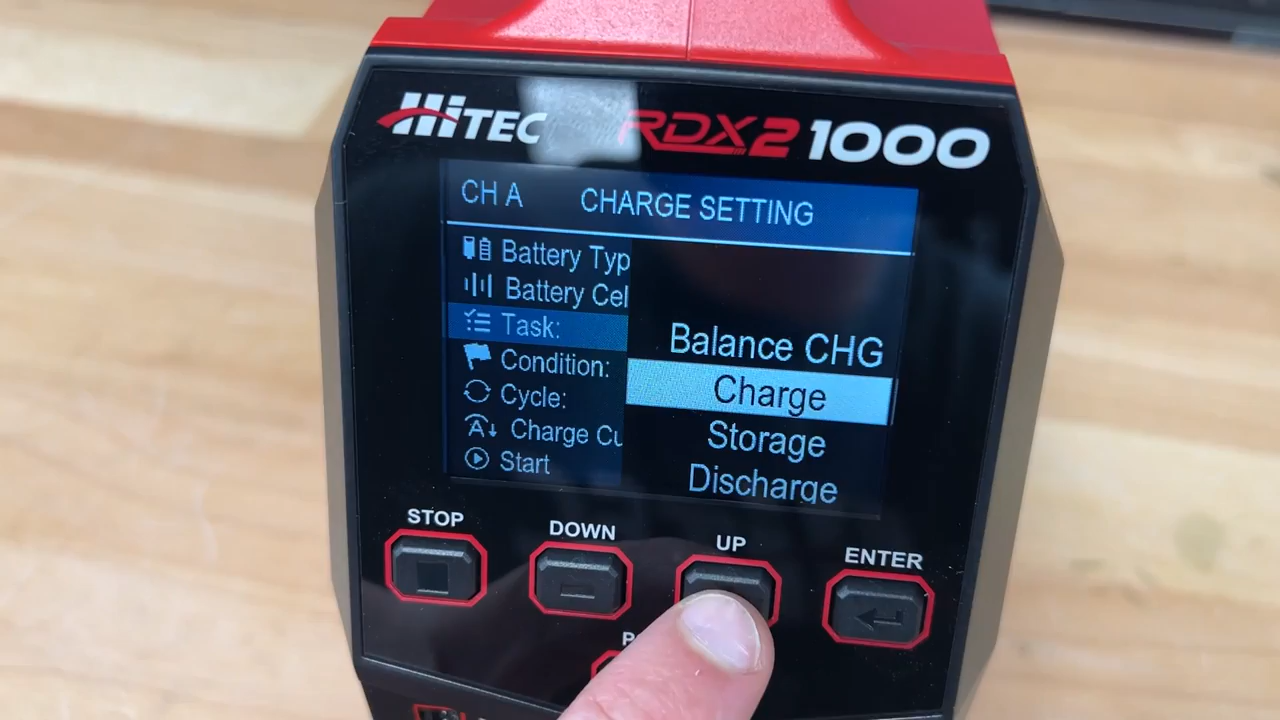 HiTEC RDX2 1000
CH A CHARGE SETTING
Battery Typ
Battery Cel
Task:
Condition:
Cycle:
Charge Cu
Start
Balance CHG
Charge
Storage
Discharge
STOP
DOWN
UP
ENTER